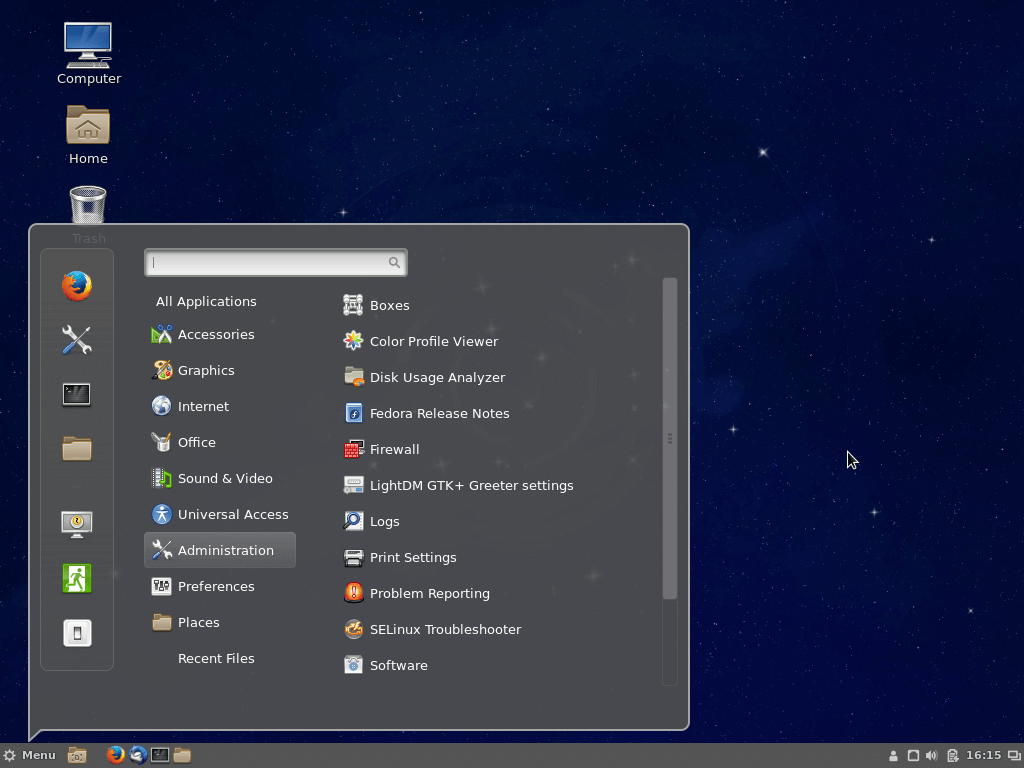 Computer
Home
Trash
All Applications
Accessories
Graphics
Internet
Office
Sound & Video
Universal Access
Administration
Preferences
Places
Recent Files
Boxes
Color Profile Viewer
Disk Usage Analyzer
Fedora Release Notes
Firewall
LightDM GTK+ Greeter settings
Logs
Print Settings
Problem Reporting
SELinux Troubleshooter
Software
Menu
16:15